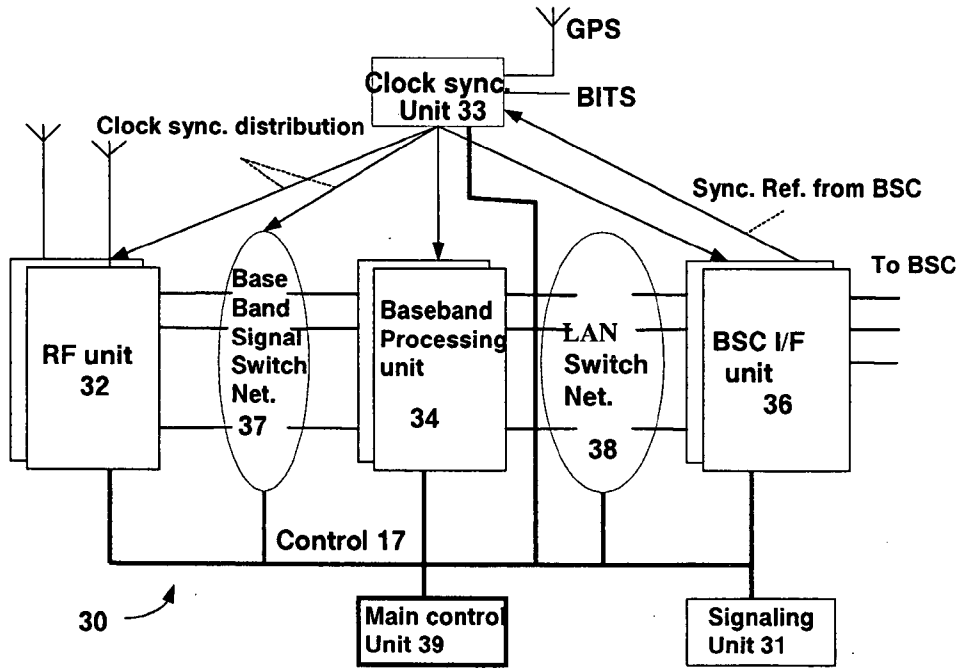 GPS
Clock sync.
Unit 33
BITS
Clock sync. distribution
Sync. Ref. from BSC
To BSC
RF unit
32
Base
Band
Signal
Switch
Net.
37
Baseband
Processing
unit
34
LAN
Switch
Net.
38
BSC I/F
unit
36
Control 17
30
Main control
Unit 39
Signaling
Unit 31